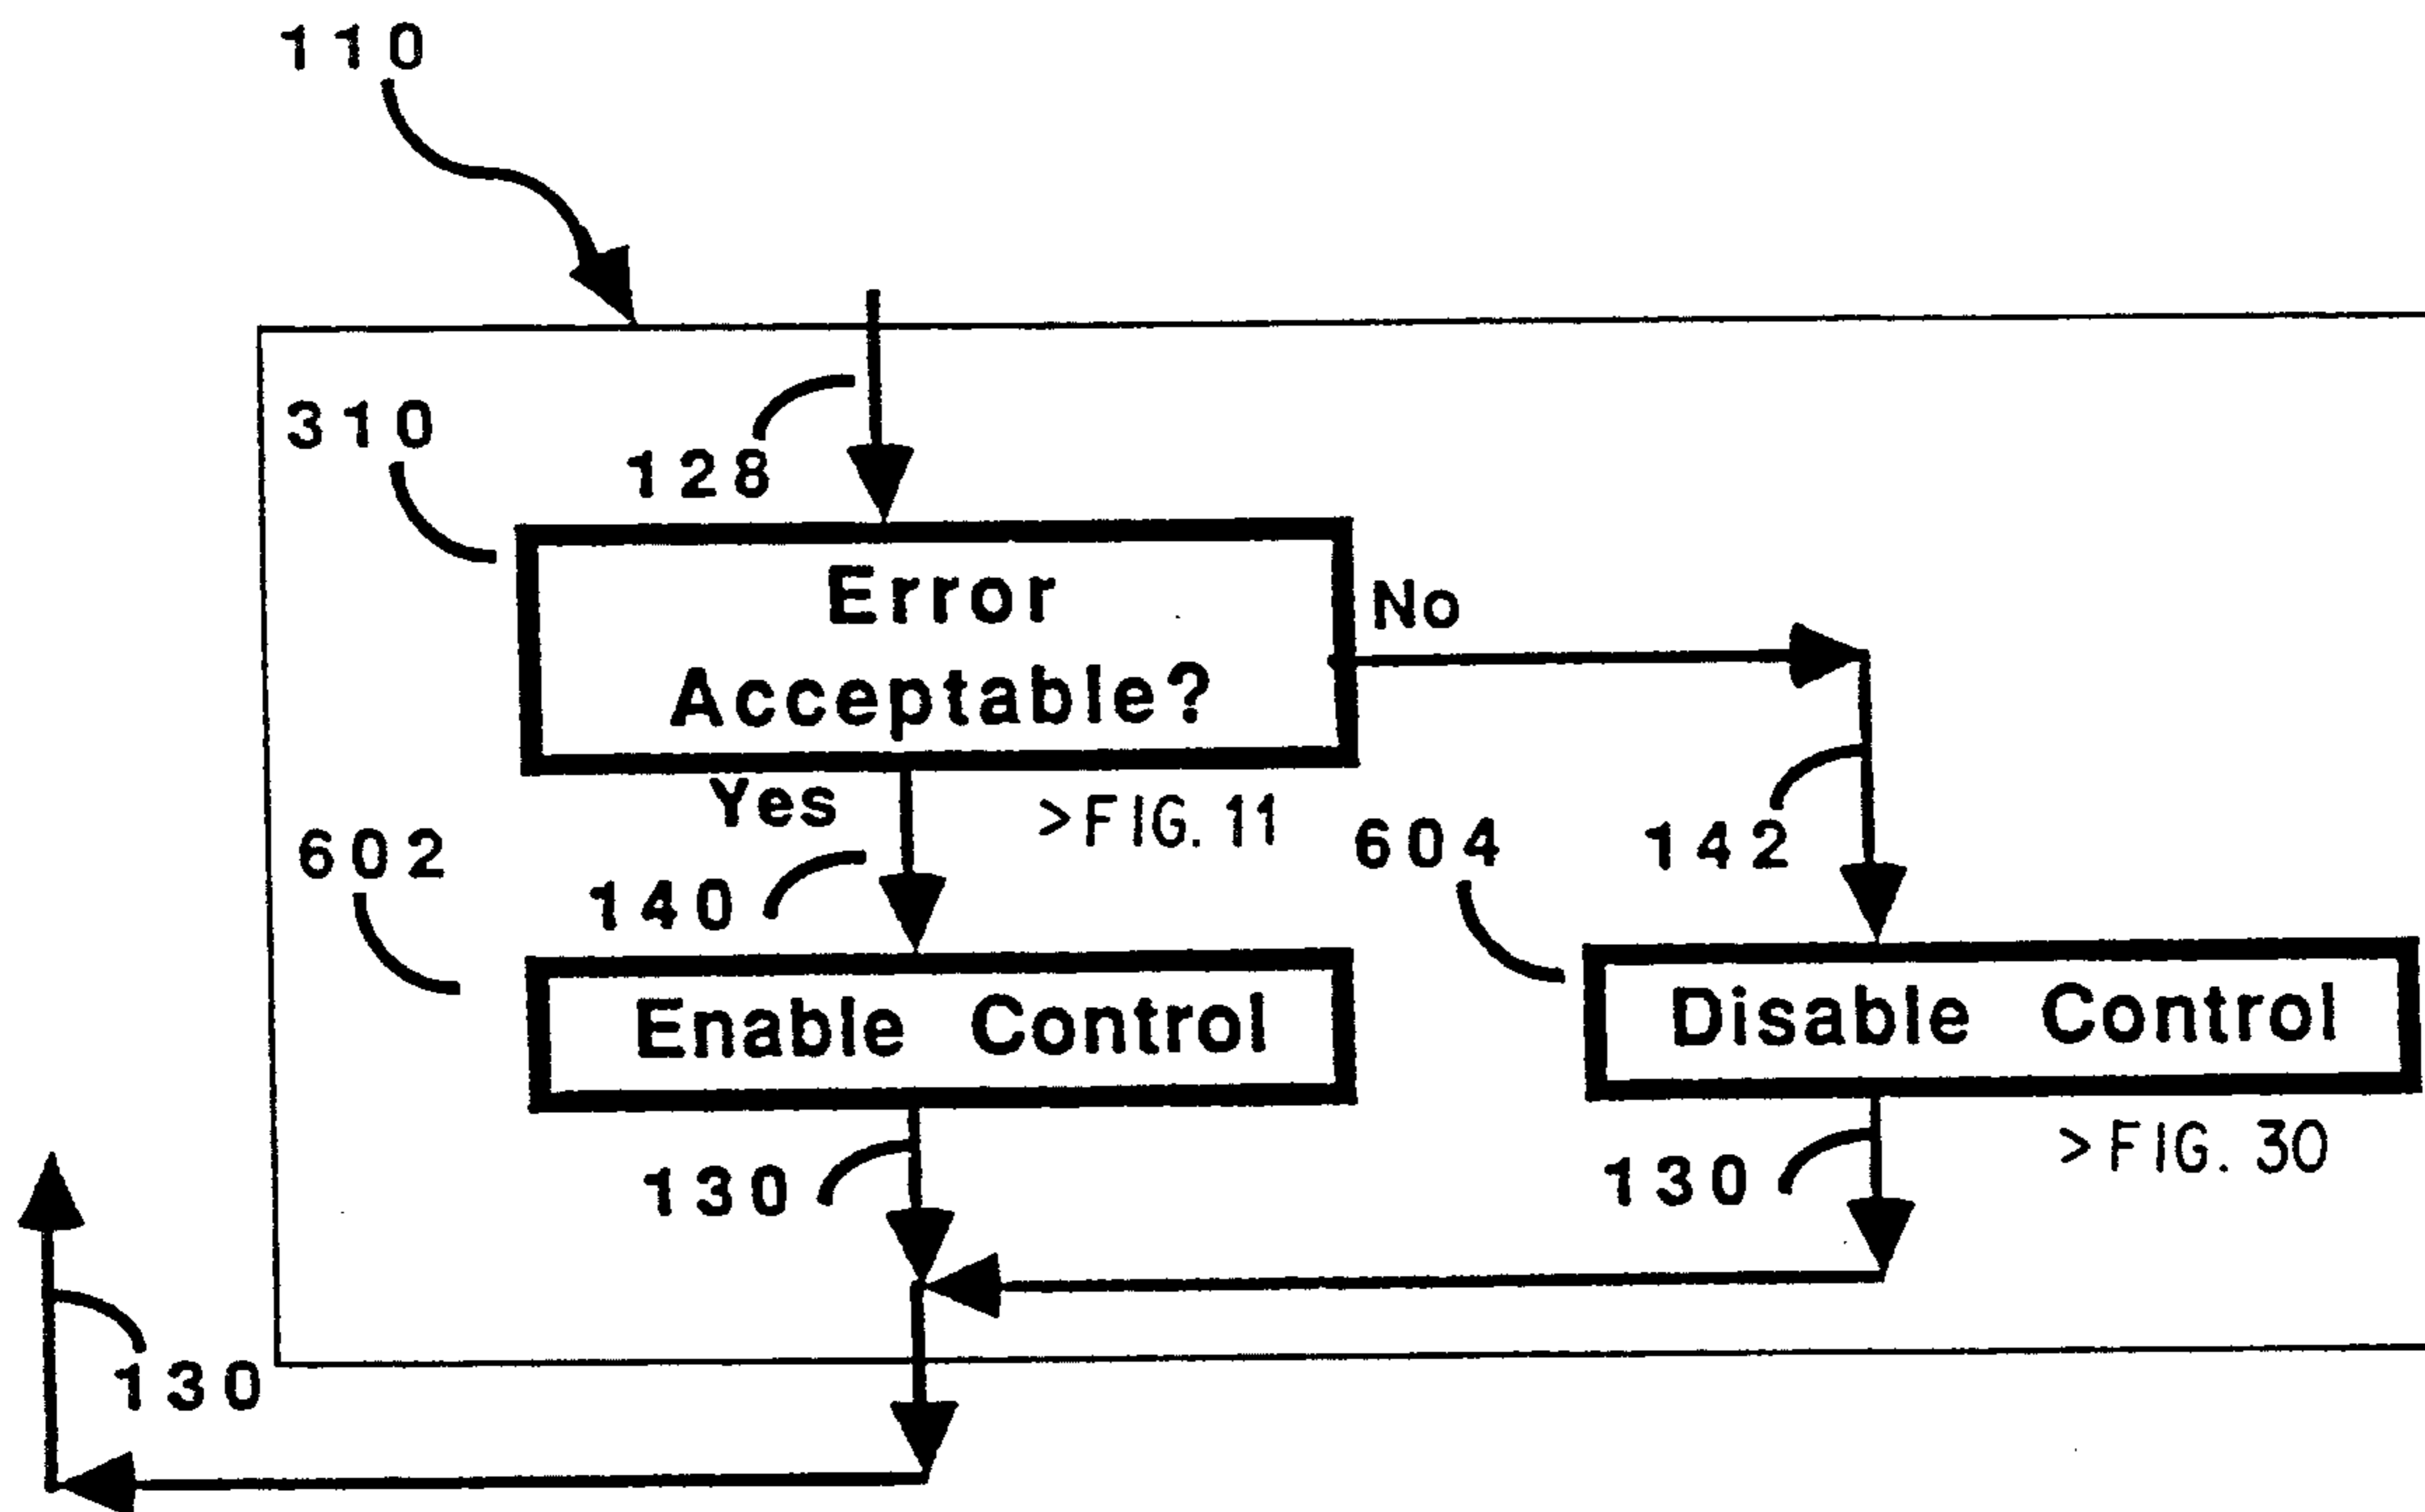 110
310
128
Error
Acceptable?
No
Yes
>FIG. 11
602
140
604
142
Enable Control
Disable Control
130
130
>FIG. 30
130